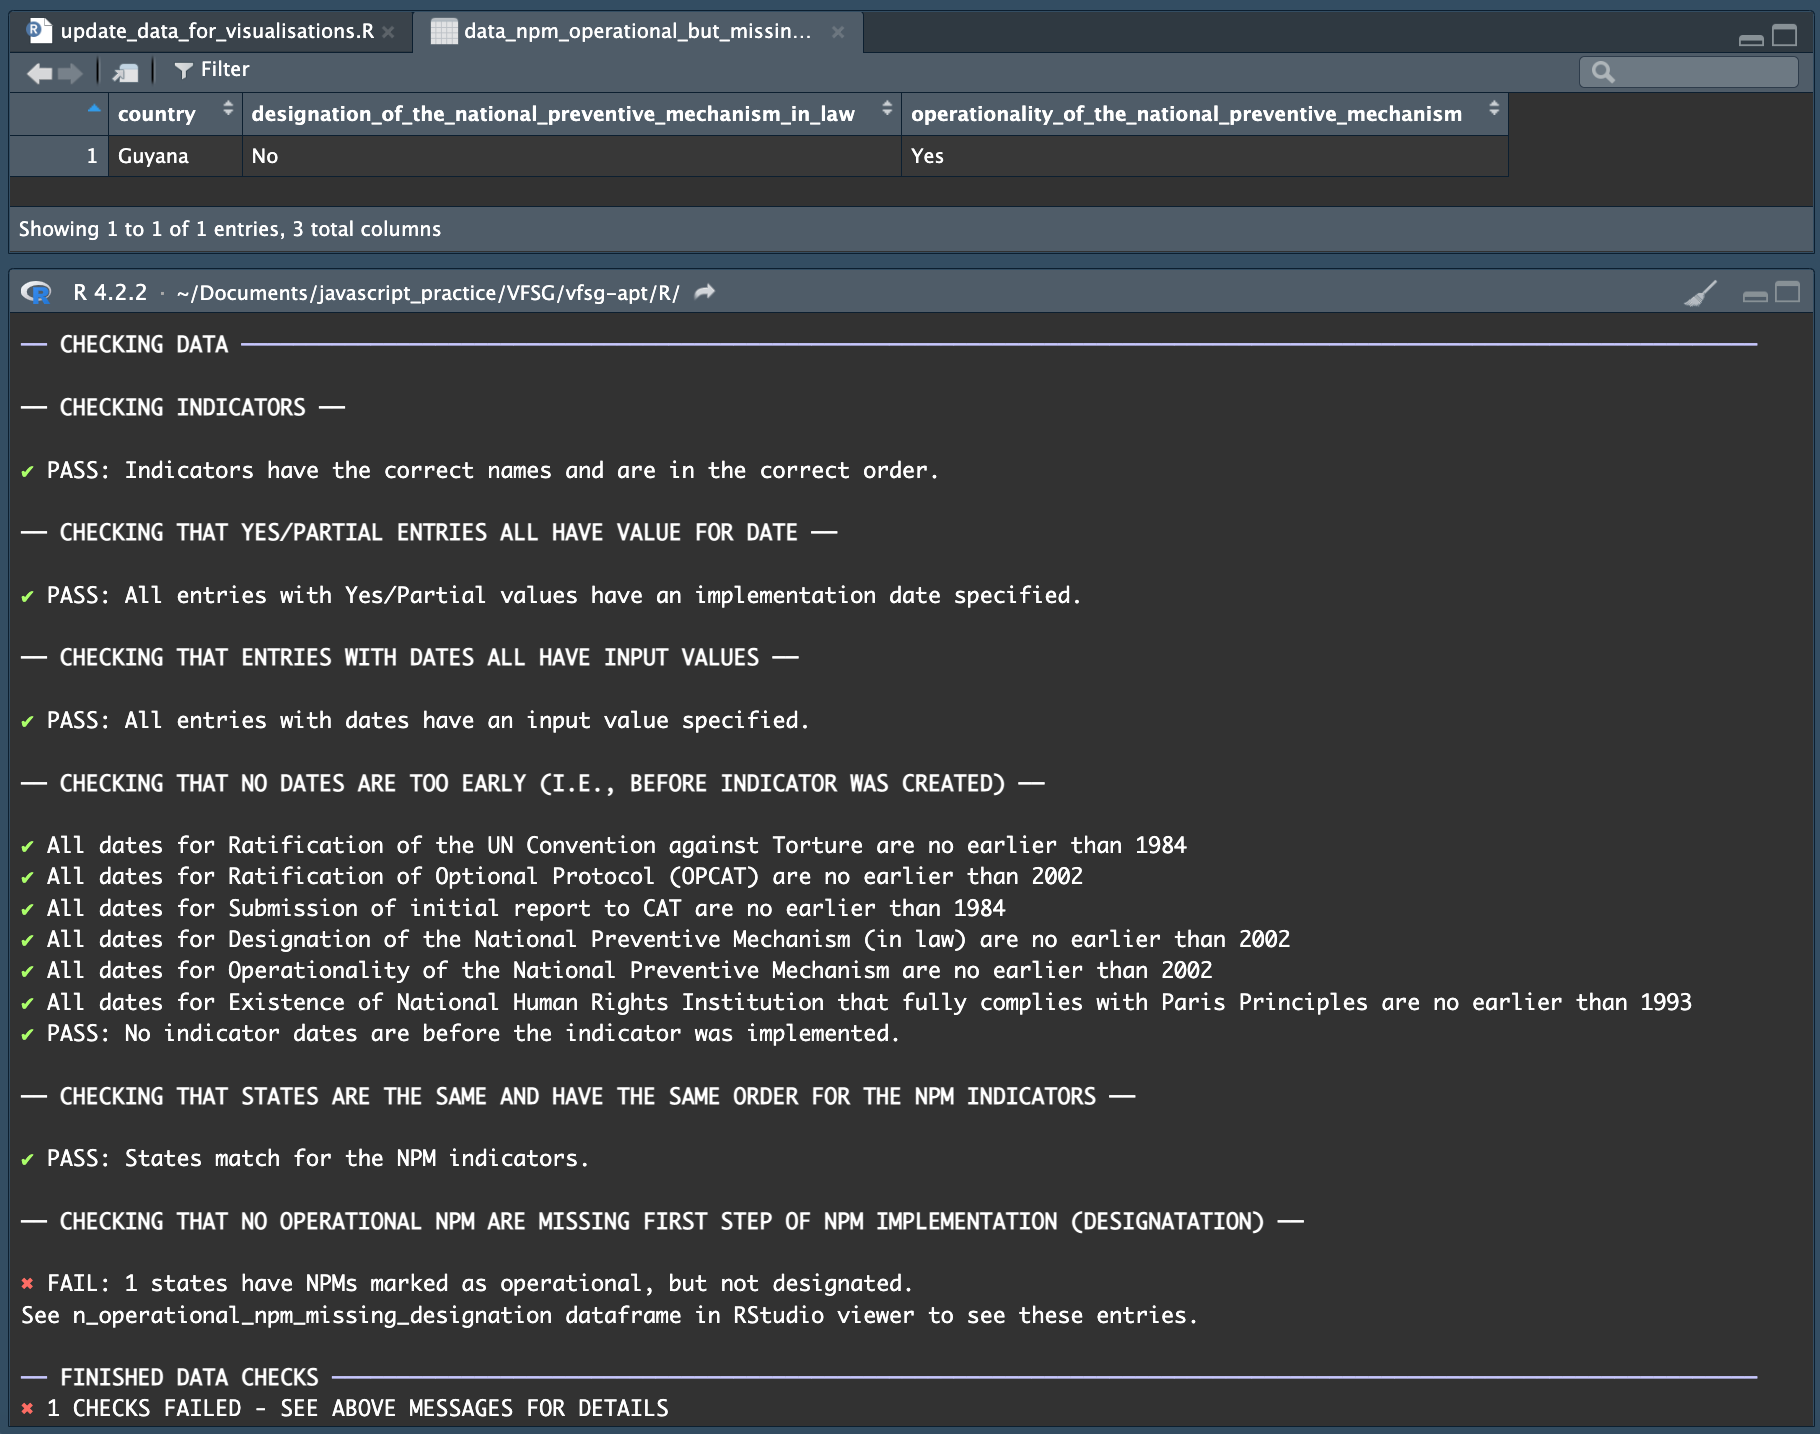 update_data_for_visualisations.R
data_npm_operational_but_missin...
Filter
country designation_of_the_national_preventive_mechanism_in_law operationality_of_the_national_preventive_mechanism
1 Guyana No Yes
Showing 1 to 1 of 1 entries, 3 total columns
R 4.2.2 · ~/Documents/javascript_practice/VFSG/vfsg-apt/R/
── CHECKING DATA ──
── CHECKING INDICATORS ──
✔ PASS: Indicators have the correct names and are in the correct order.
── CHECKING THAT YES/PARTIAL ENTRIES ALL HAVE VALUE FOR DATE ──
✔ PASS: All entries with Yes/Partial values have an implementation date specified.
── CHECKING THAT ENTRIES WITH DATES ALL HAVE INPUT VALUES ──
✔ PASS: All entries with dates have an input value specified.
── CHECKING THAT NO DATES ARE TOO EARLY (I.E., BEFORE INDICATOR WAS CREATED) ──
✔ All dates for Ratification of the UN Convention against Torture are no earlier than 1984
✔ All dates for Ratification of Optional Protocol (OPCAT) are no earlier than 2002
✔ All dates for Submission of initial report to CAT are no earlier than 1984
✔ All dates for Designation of the National Preventive Mechanism (in law) are no earlier than 2002
✔ All dates for Operationality of the National Preventive Mechanism are no earlier than 2002
✔ All dates for Existence of National Human Rights Institution that fully complies with Paris Principles are no earlier than 1993
✔ PASS: No indicator dates are before the indicator was implemented.
── CHECKING THAT STATES ARE THE SAME AND HAVE THE SAME ORDER FOR THE NPM INDICATORS ──
✔ PASS: States match for the NPM indicators.
── CHECKING THAT NO OPERATIONAL NPM ARE MISSING FIRST STEP OF NPM IMPLEMENTATION (DESIGNATATION) ──
✖ FAIL: 1 states have NPMs marked as operational, but not designated.
See n_operational_npm_missing_designation dataframe in RStudio viewer to see these entries.
── FINISHED DATA CHECKS ──
✖ 1 CHECKS FAILED - SEE ABOVE MESSAGES FOR DETAILS